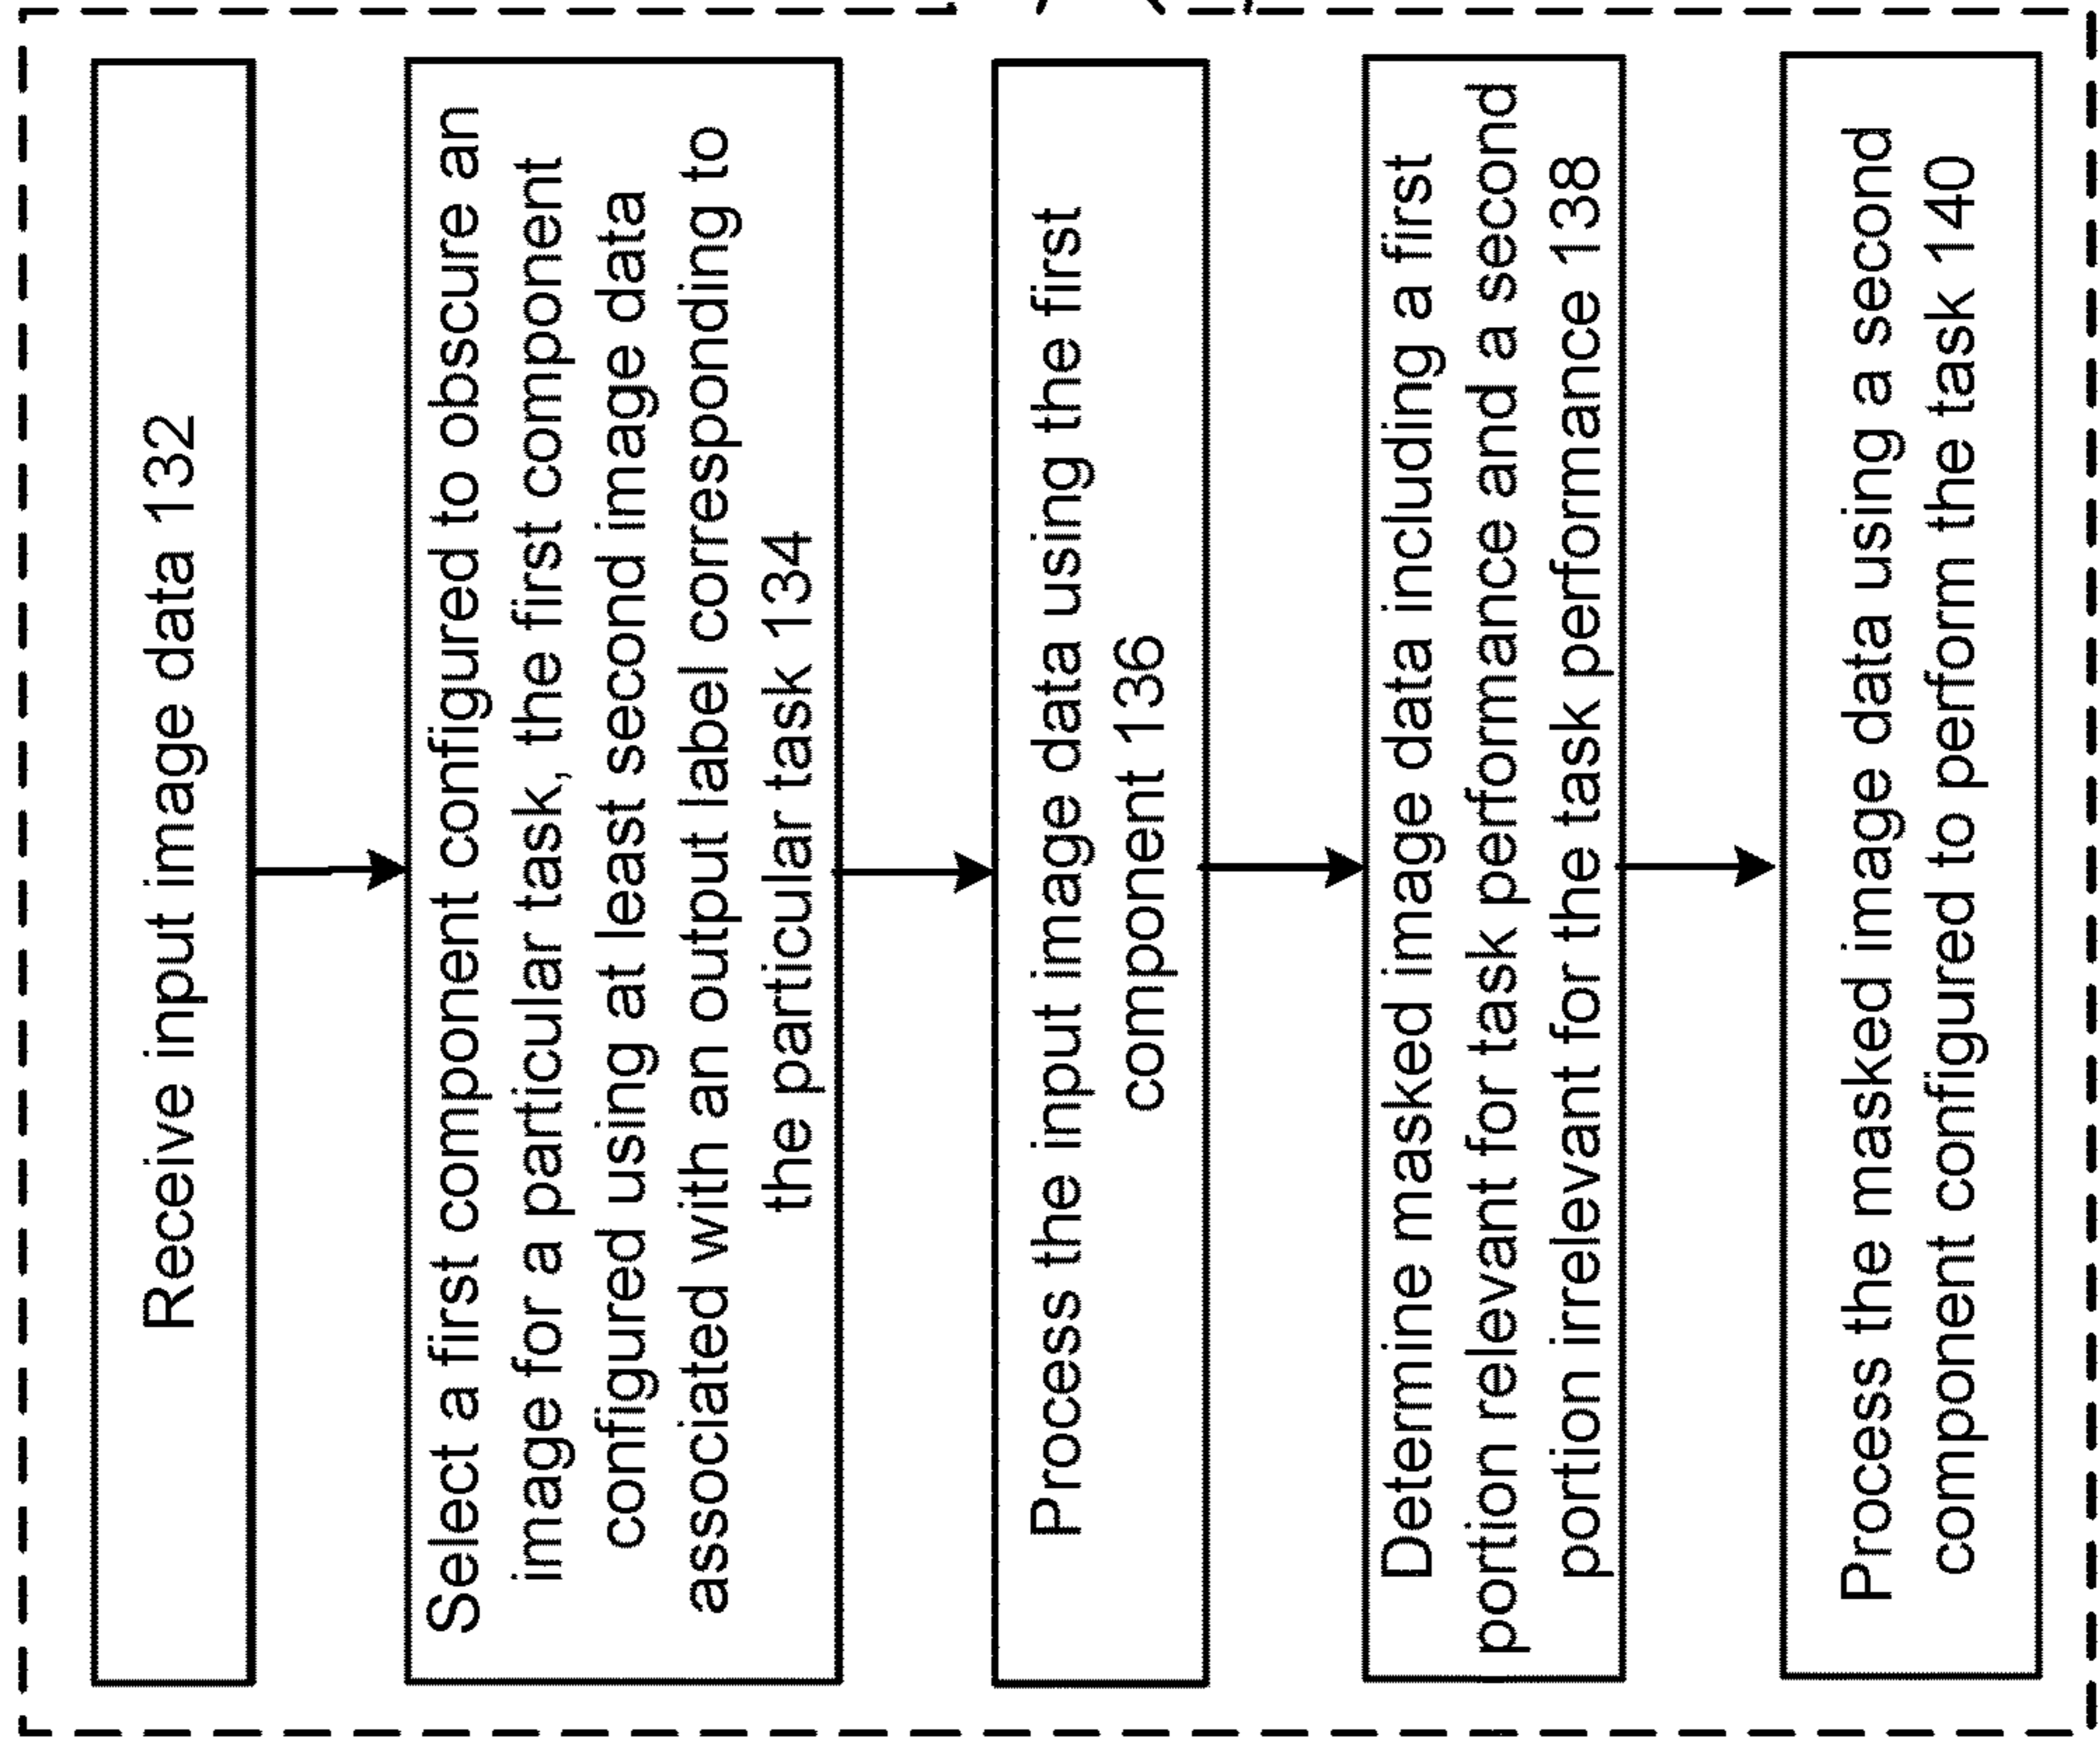 Receive input image data 132
Select a first component configured to obscure an
image for a particular task, the first component
configured using at least second image data
associated with an output label corresponding to
the particular task 134
Process the input image data using the first
component 136
Determine masked image data including a first
portion relevant for task performance and a second
portion irrelevant for the task performance 138
Process the masked image data using a second
component configured to perform the task 140